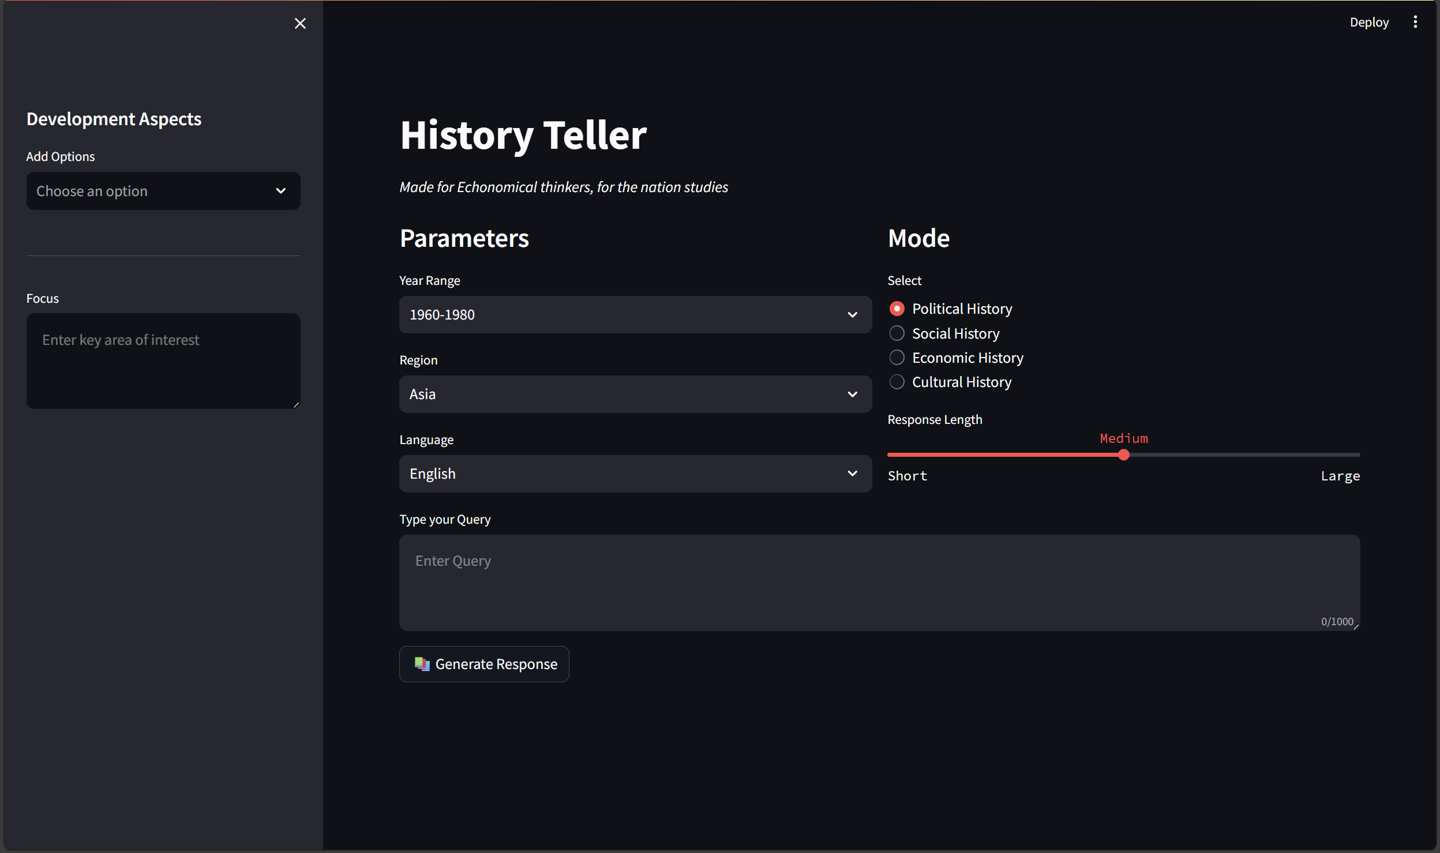 Deploy
Development Aspects
Add Options
Choose an option
Focus
Enter key area of interest
History Teller
Made for Echonomical thinkers, for the nation studies
Parameters
Year Range
1960-1980
Region
Asia
Language
English
Mode
Select
Political History
Social History
Economic History
Cultural History
Response Length
Medium
Short
Large
Type your Query
Enter Query
0/1000
Generate Response